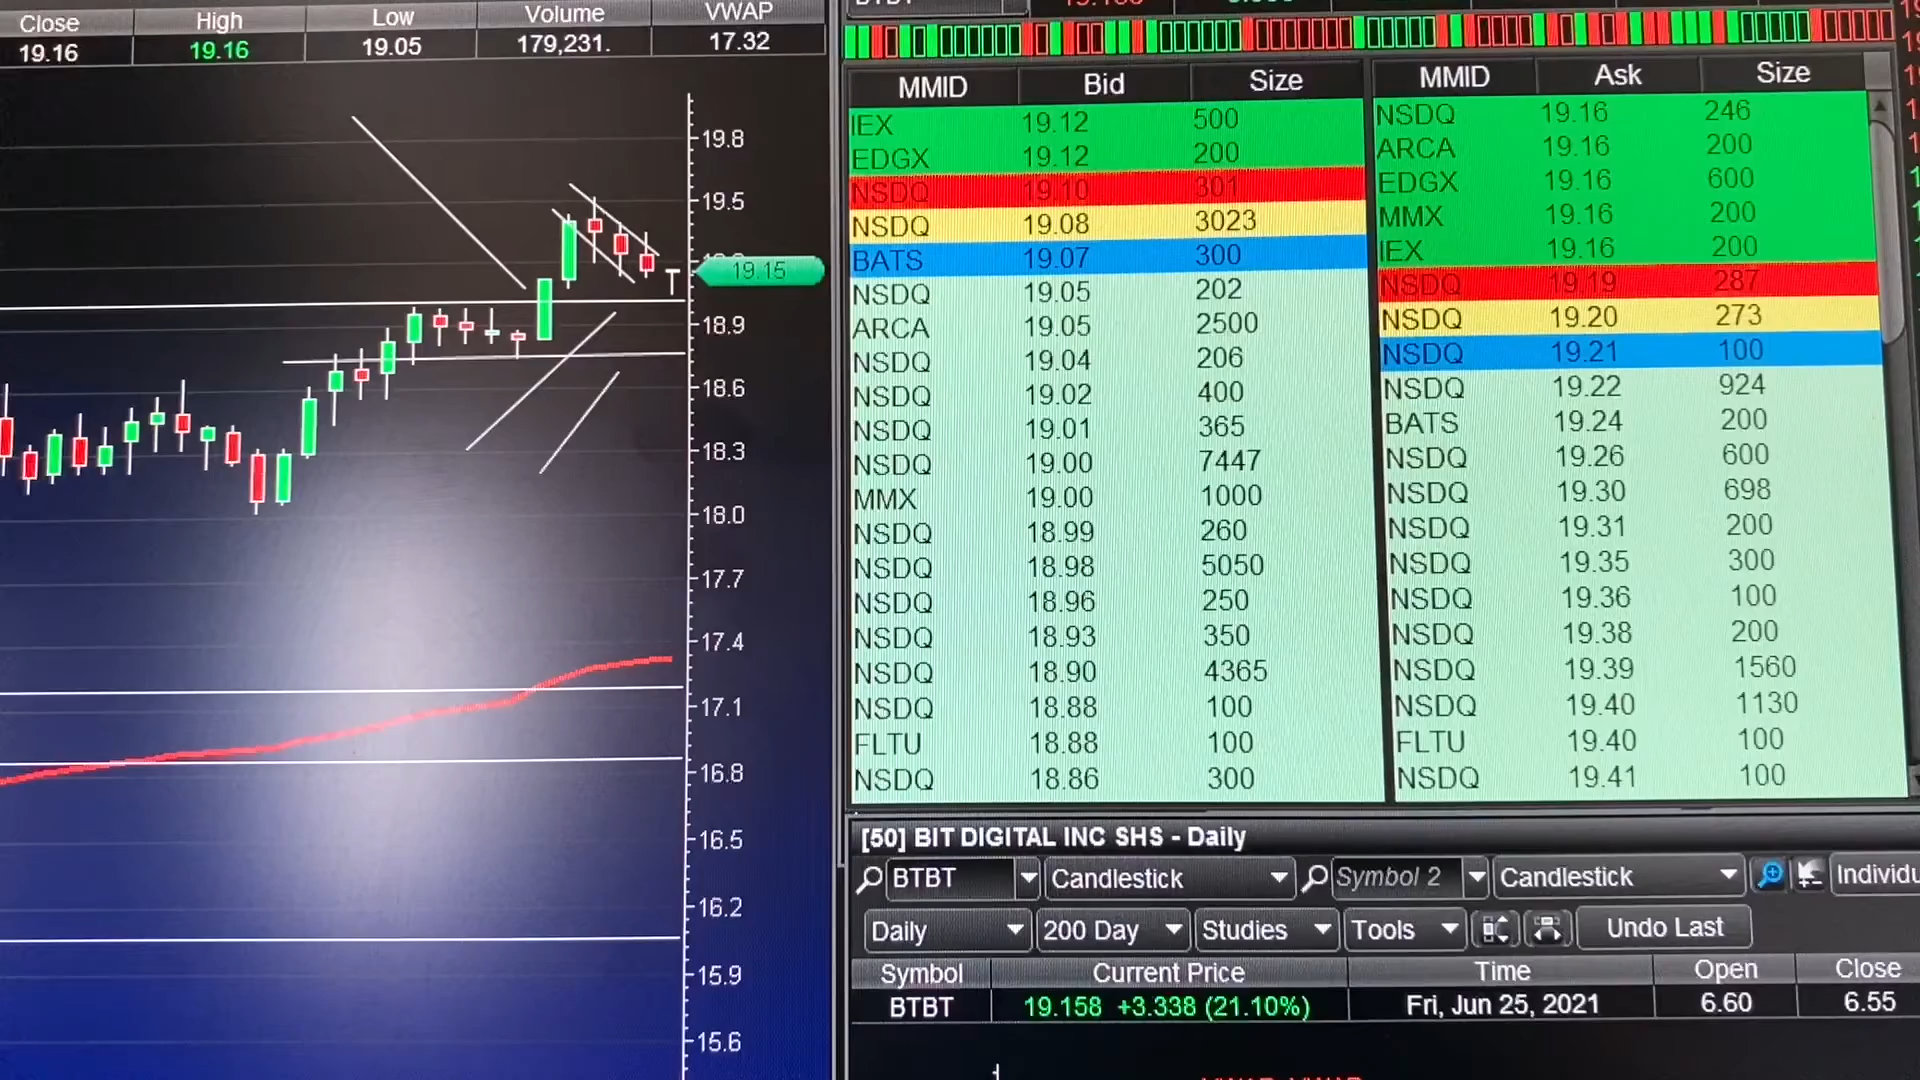 Close High Low Volume VWAP
19.16 19.16 19.05 179,231. 17.32
19.8
19.5
19.15
18.9
18.6
18.3
18.0
17.7
17.4
17.1
16.8
16.5
16.2
15.9
15.6
MMID Bid Size
IEX 19.12 500
EDGX 19.12 200
NSDQ 19.10 301
NSDQ 19.08 3023
BATS 19.07 300
NSDQ 19.05 202
ARCA 19.05 2500
NSDQ 19.04 206
NSDQ 19.02 400
NSDQ 19.01 365
NSDQ 19.00 7447
MMX 19.00 1000
NSDQ 18.99 260
NSDQ 18.98 5050
NSDQ 18.96 250
NSDQ 18.93 350
NSDQ 18.90 4365
NSDQ 18.88 100
FLTU 18.88 100
NSDQ 18.86 300
MMID Ask Size
NSDQ 19.16 246
ARCA 19.16 200
EDGX 19.16 600
MMX 19.16 200
IEX 19.16 200
NSDQ 19.19 287
NSDQ 19.20 273
NSDQ 19.21 100
NSDQ 19.22 924
BATS 19.24 200
NSDQ 19.26 600
NSDQ 19.30 698
NSDQ 19.31 200
NSDQ 19.35 300
NSDQ 19.36 100
NSDQ 19.38 200
NSDQ 19.39 1560
NSDQ 19.40 1130
FLTU 19.40 100
NSDQ 19.41 100
[50] BIT DIGITAL INC SHS - Daily
BTBT Candlestick Symbol 2 Candlestick Individu
Daily 200 Day Studies Tools Undo Last
Symbol Current Price Time Open Close
BTBT 19.158 +3.338 (21.10%) Fri, Jun 25, 2021 6.60 6.55